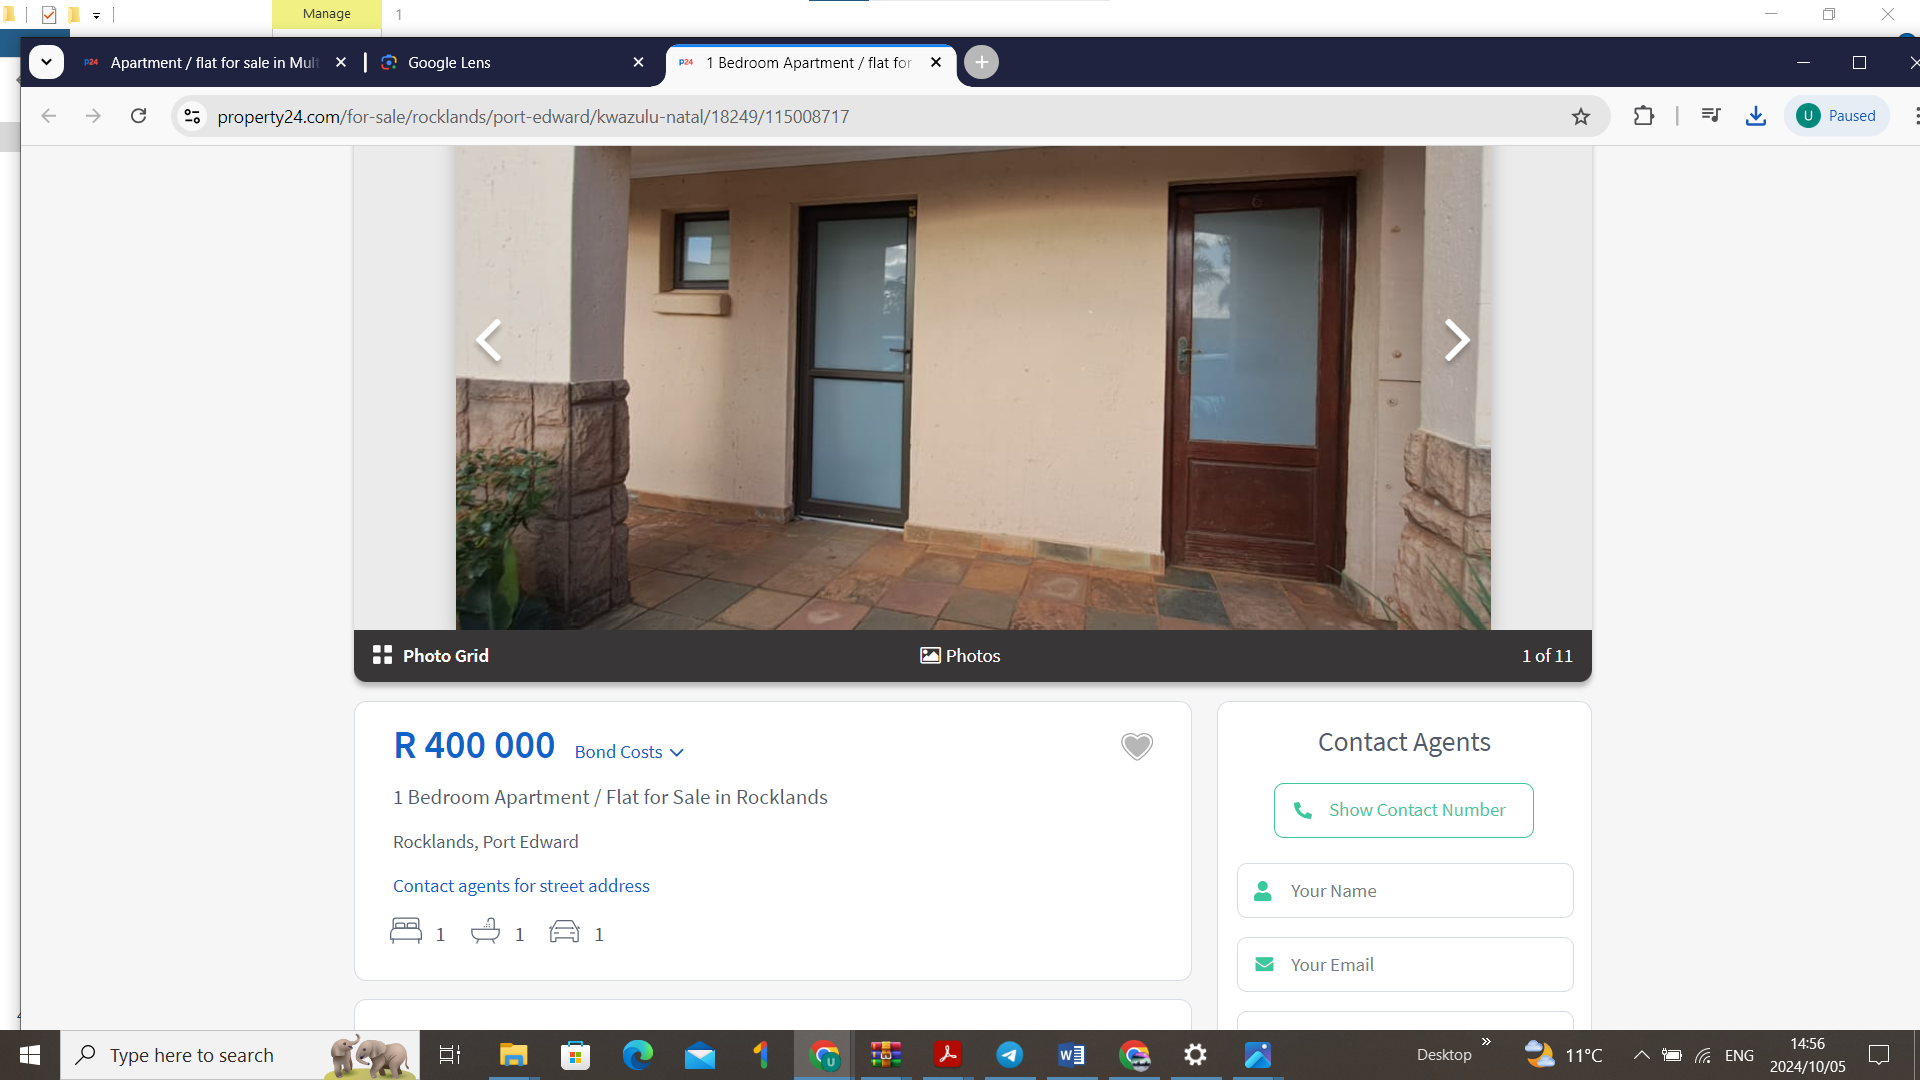 Manage
1
p24 Apartment / flat for sale in Mult
Google Lens
p24 1 Bedroom Apartment / flat for
property24.com/for-sale/rocklands/port-edward/kwazulu-natal/18249/115008717
U Paused
5
Photo Grid
Photos
1 of 11
R 400 000
Bond Costs
1 Bedroom Apartment / Flat for Sale in Rocklands
Rocklands, Port Edward
Contact agents for street address
1 1 1
Contact Agents
Show Contact Number
Your Name
Your Email
Type here to search
Desktop
11°C
ENG
14:56
2024/10/05